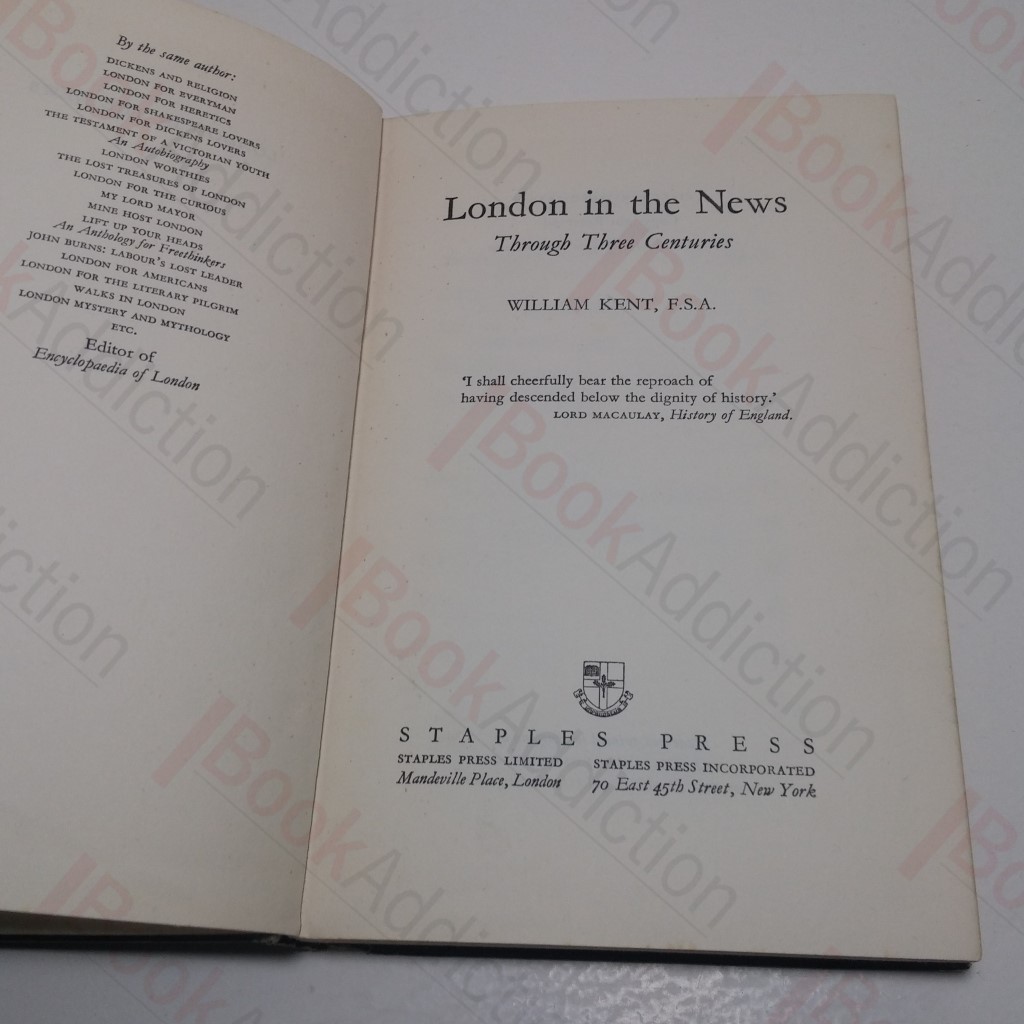 By the same author:
DICKENS AND RELIGION
LONDON FOR EVERYMAN
LONDON FOR HERETICS
LONDON FOR SHAKESPEARE LOVERS
LONDON FOR DICKENS LOVERS
THE TESTAMENT OF A VICTORIAN YOUTH
An Autobiography
LONDON WORTHIES
THE LOST TREASURES OF LONDON
LONDON FOR THE CURIOUS
MY LORD MAYOR
MINE HOST LONDON
LIFT UP YOUR HEADS
An Anthology for Freethinkers
JOHN BURNS: LABOUR'S LOST LEADER
LONDON FOR AMERICANS
LONDON FOR THE LITERARY PILGRIM
WALKS IN LONDON
LONDON MYSTERY AND MYTHOLOGY
ETC.
Editor of
Encyclopaedia of London
London in the News
Through Three Centuries
WILLIAM KENT, F.S.A.
'I shall cheerfully bear the reproach of
having descended below the dignity of history.'
LORD MACAULAY, History of England.
STAPLES PRESS
STAPLES PRESS LIMITED
Mandeville Place, London
STAPLES PRESS INCORPORATED
70 East 45th Street, New York
BookAddiction